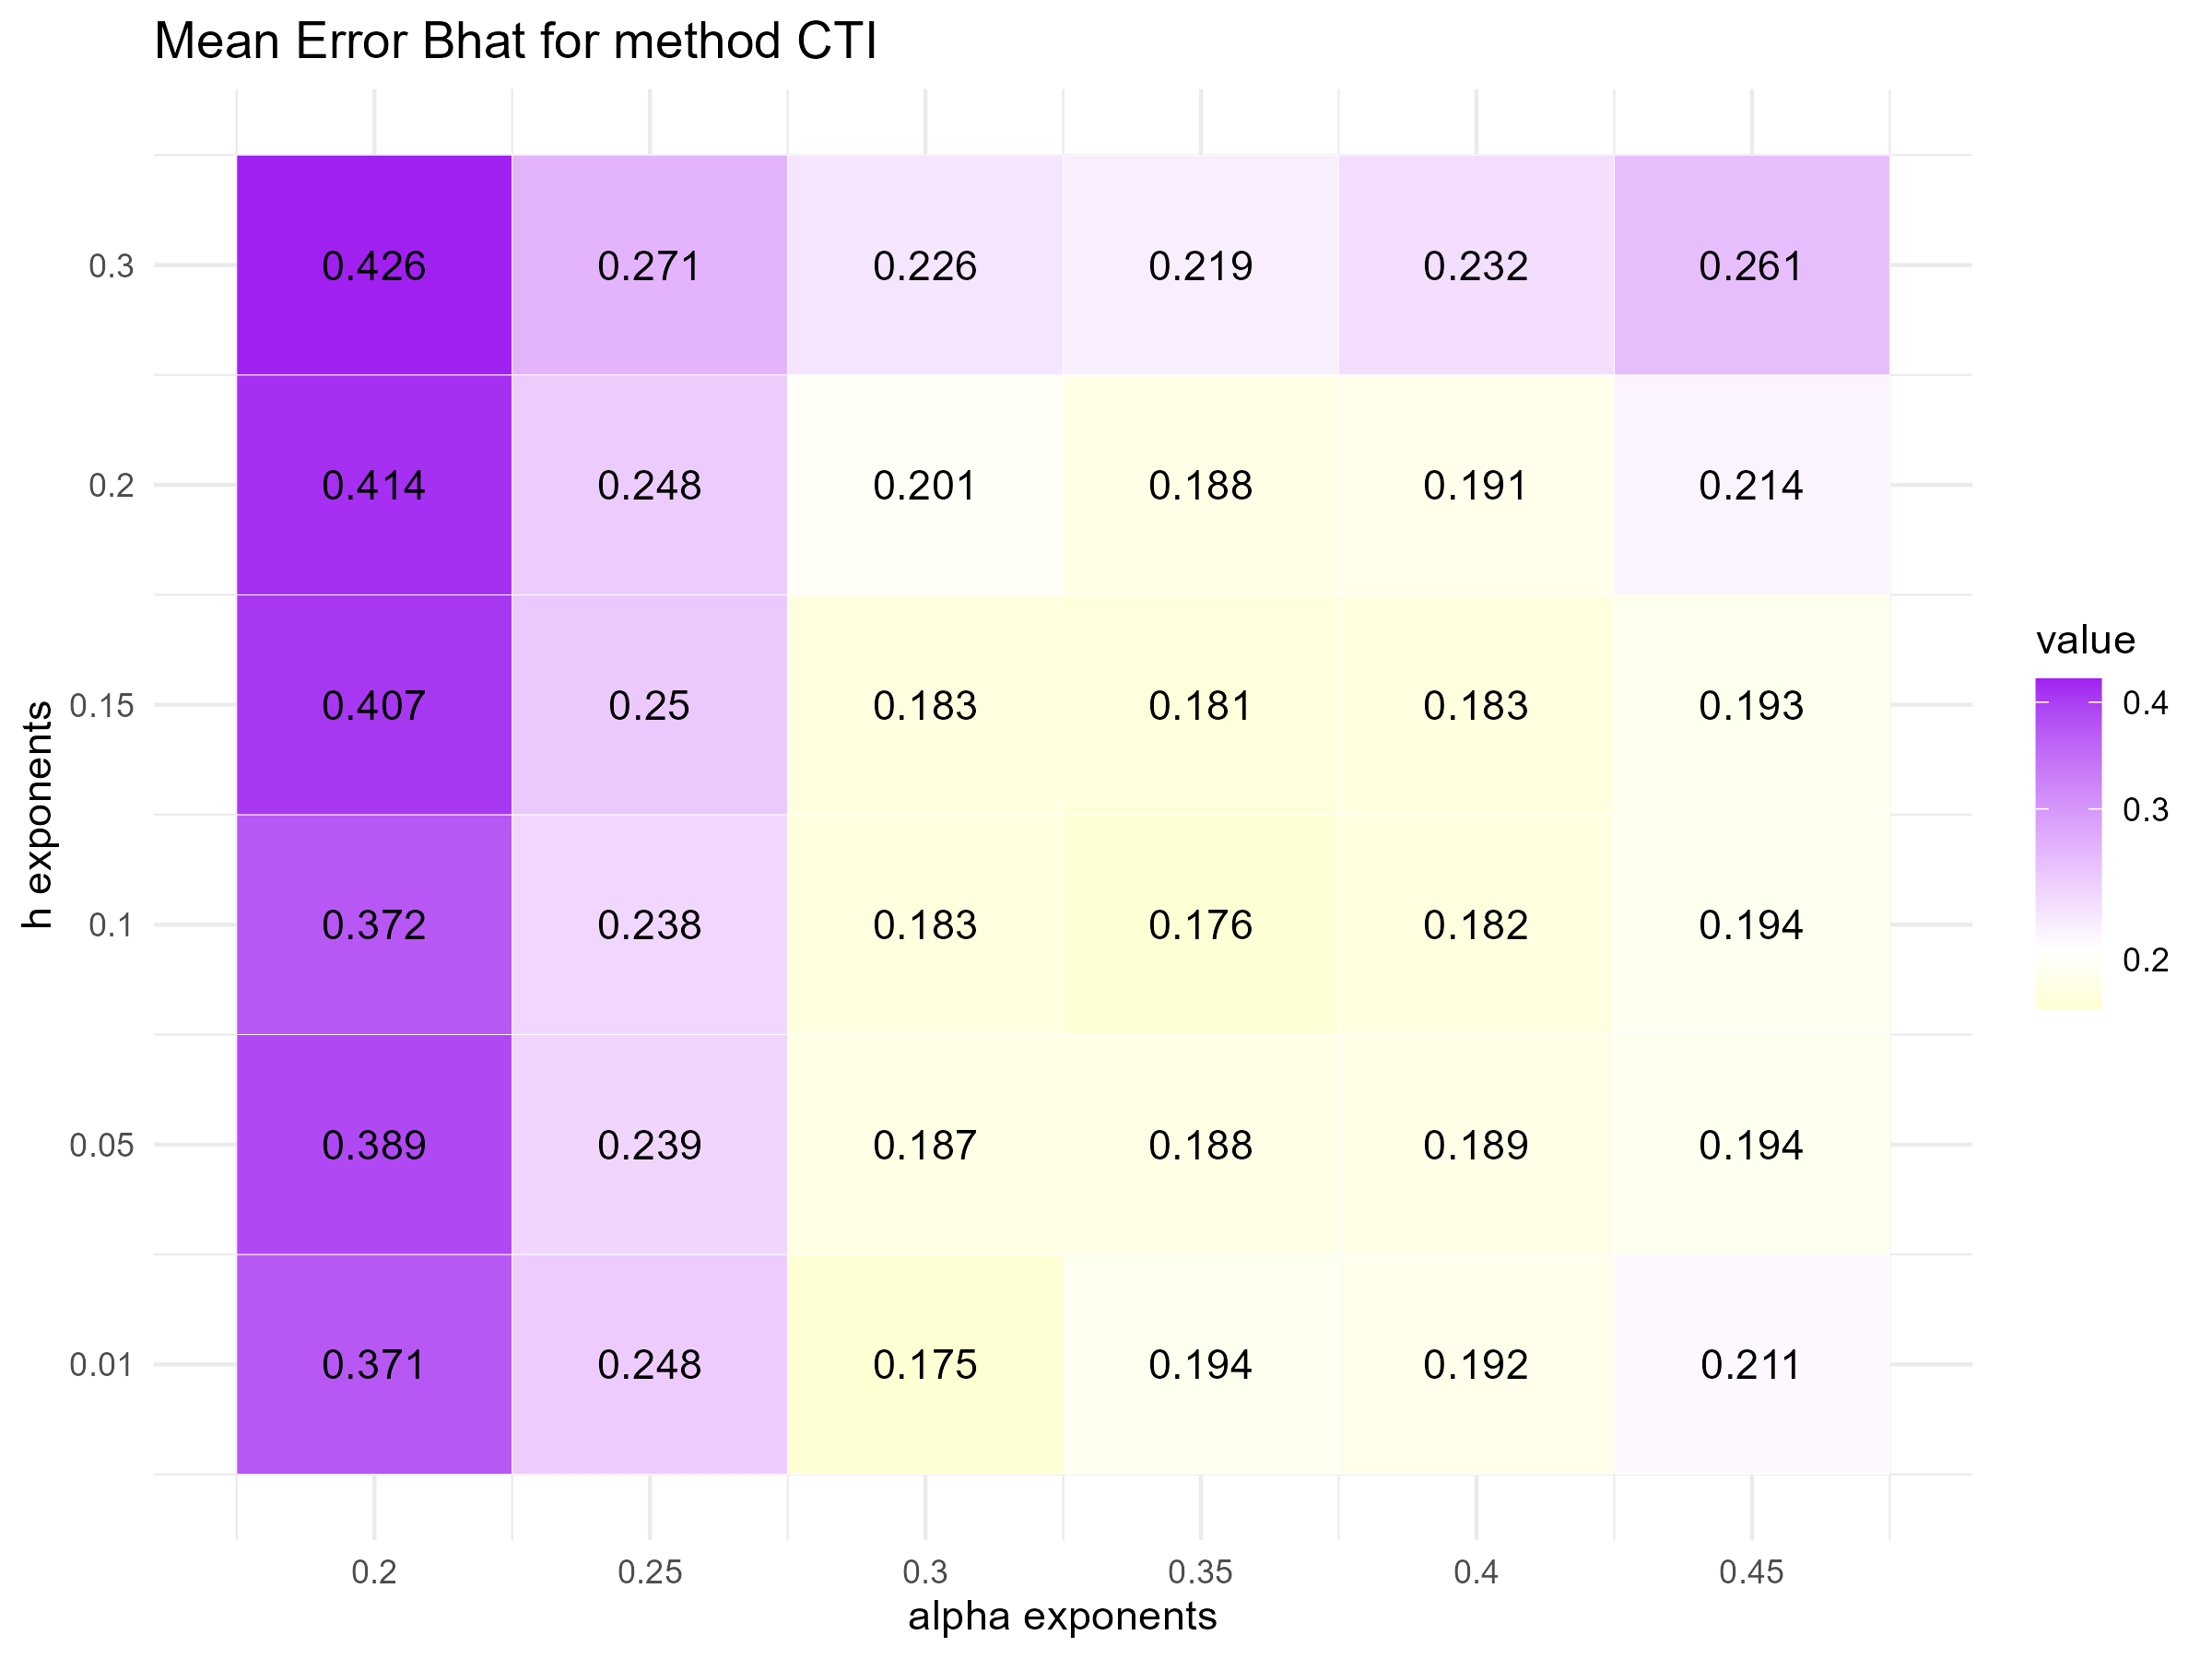 Mean Error Bhat for method CTI
0.3 0.426 0.271 0.226 0.219 0.232 0.261
0.2 0.414 0.248 0.201 0.188 0.191 0.214
0.15 0.407 0.25 0.183 0.181 0.183 0.193
0.1 0.372 0.238 0.183 0.176 0.182 0.194
0.05 0.389 0.239 0.187 0.188 0.189 0.194
0.01 0.371 0.248 0.175 0.194 0.192 0.211
0.2 0.25 0.3 0.35 0.4 0.45
alpha exponents
h exponents
value
0.4
0.3
0.2